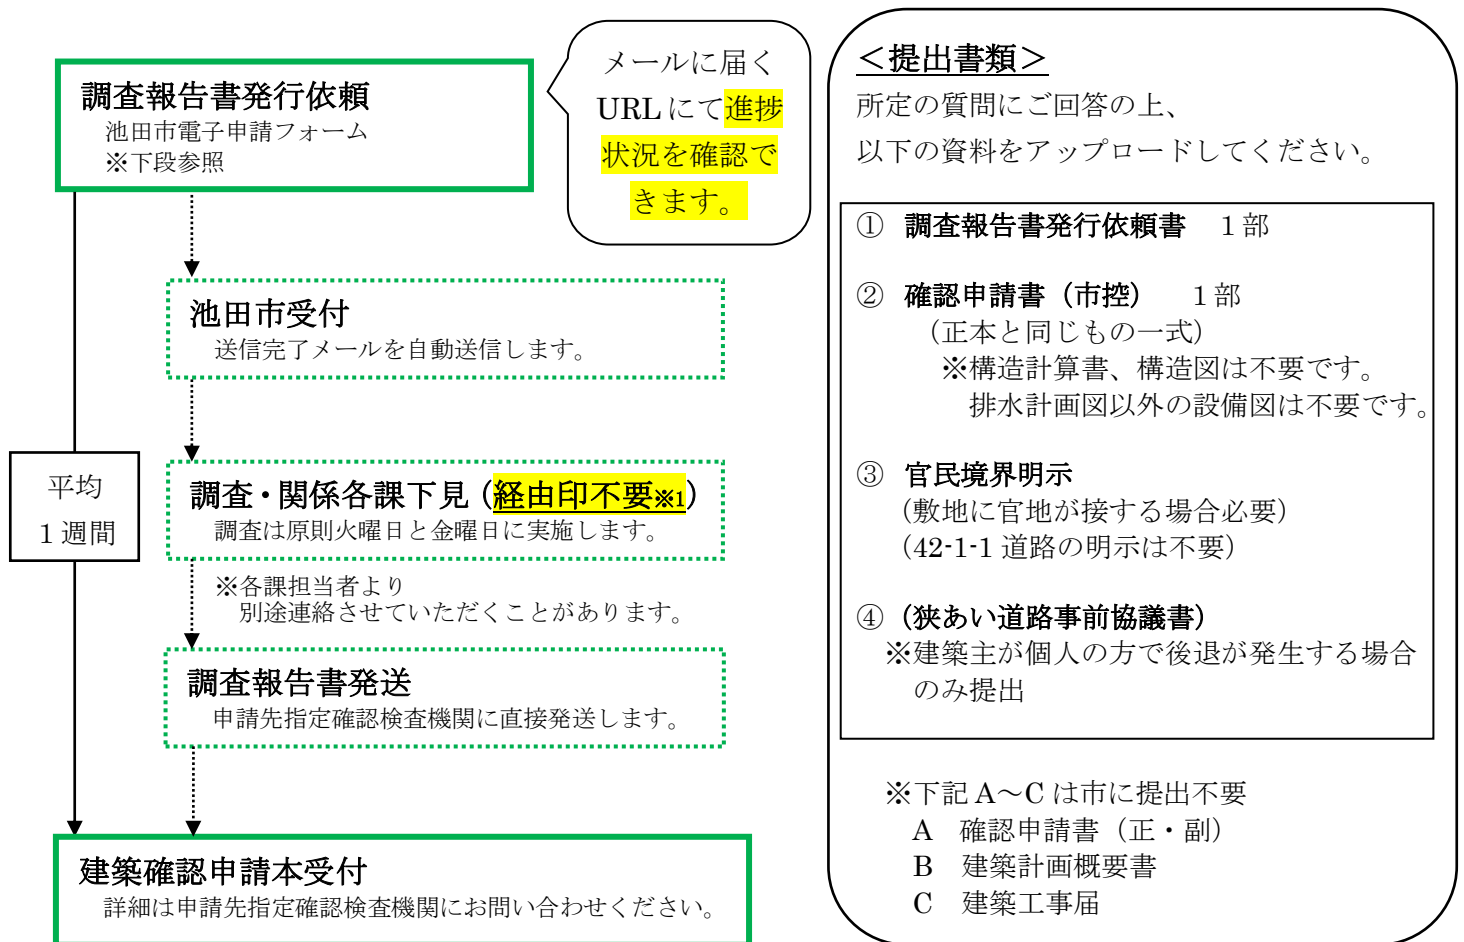 調査報告書発行依頼
池田市電子申請フォーム
※下段参照
メールに届く
URLにて進捗
状況を確認で
きます。
池田市受付
送信完了メールを自動送信します。
平均
１週間
調査・関係各課下見（経由印不要※1）
調査は原則火曜日と金曜日に実施します。
※各課担当者より
別途連絡させていただくことがあります。
調査報告書発送
申請先指定確認検査機関に直接発送します。
建築確認申請本受付
詳細は申請先指定確認検査機関にお問い合わせください。
＜提出書類＞
所定の質問にご回答の上、
以下の資料をアップロードしてください。
① 調査報告書発行依頼書　１部
② 確認申請書（市控）　１部
（正本と同じもの一式）
※構造計算書、構造図は不要です。
排水計画図以外の設備図は不要です。
③ 官民境界明示
（敷地に官地が接する場合必要）
（42-1-1 道路の明示は不要）
④（狭あい道路事前協議書）
※建築主が個人の方で後退が発生する場合
のみ提出
※下記 A～C は市に提出不要
A　確認申請書（正・副）
B　建築計画概要書
C　建築工事届